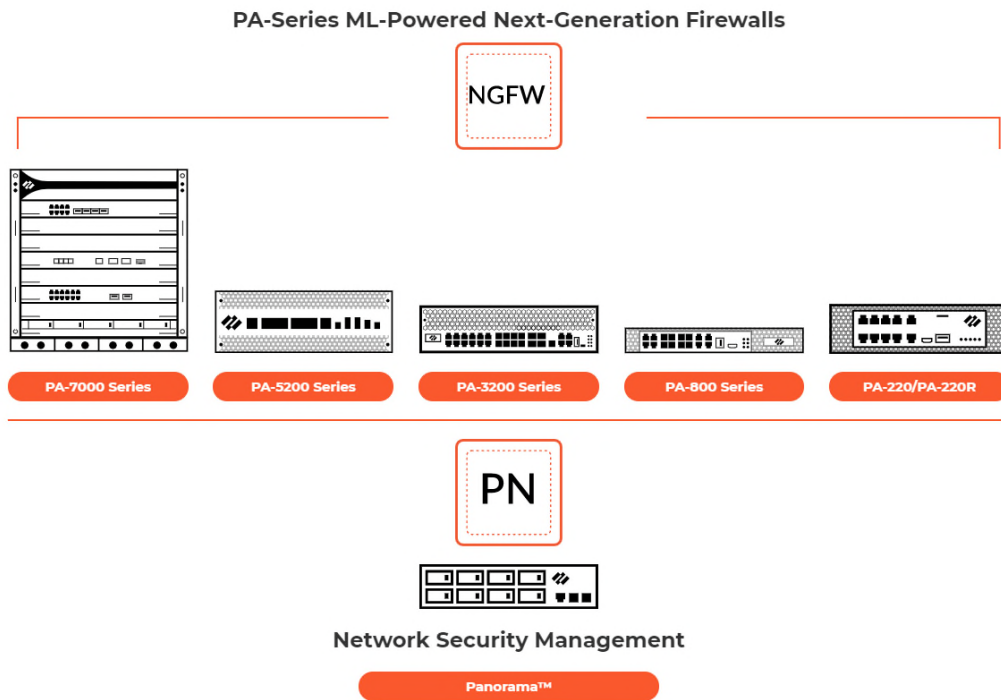 PA-Series ML-Powered Next-Generation Firewalls
NGFW
PA-7000 Series
PA-5200 Series
PA-3200 Series
PA-800 Series
PA-220/PA-220R
PN
Network Security Management
Panorama™